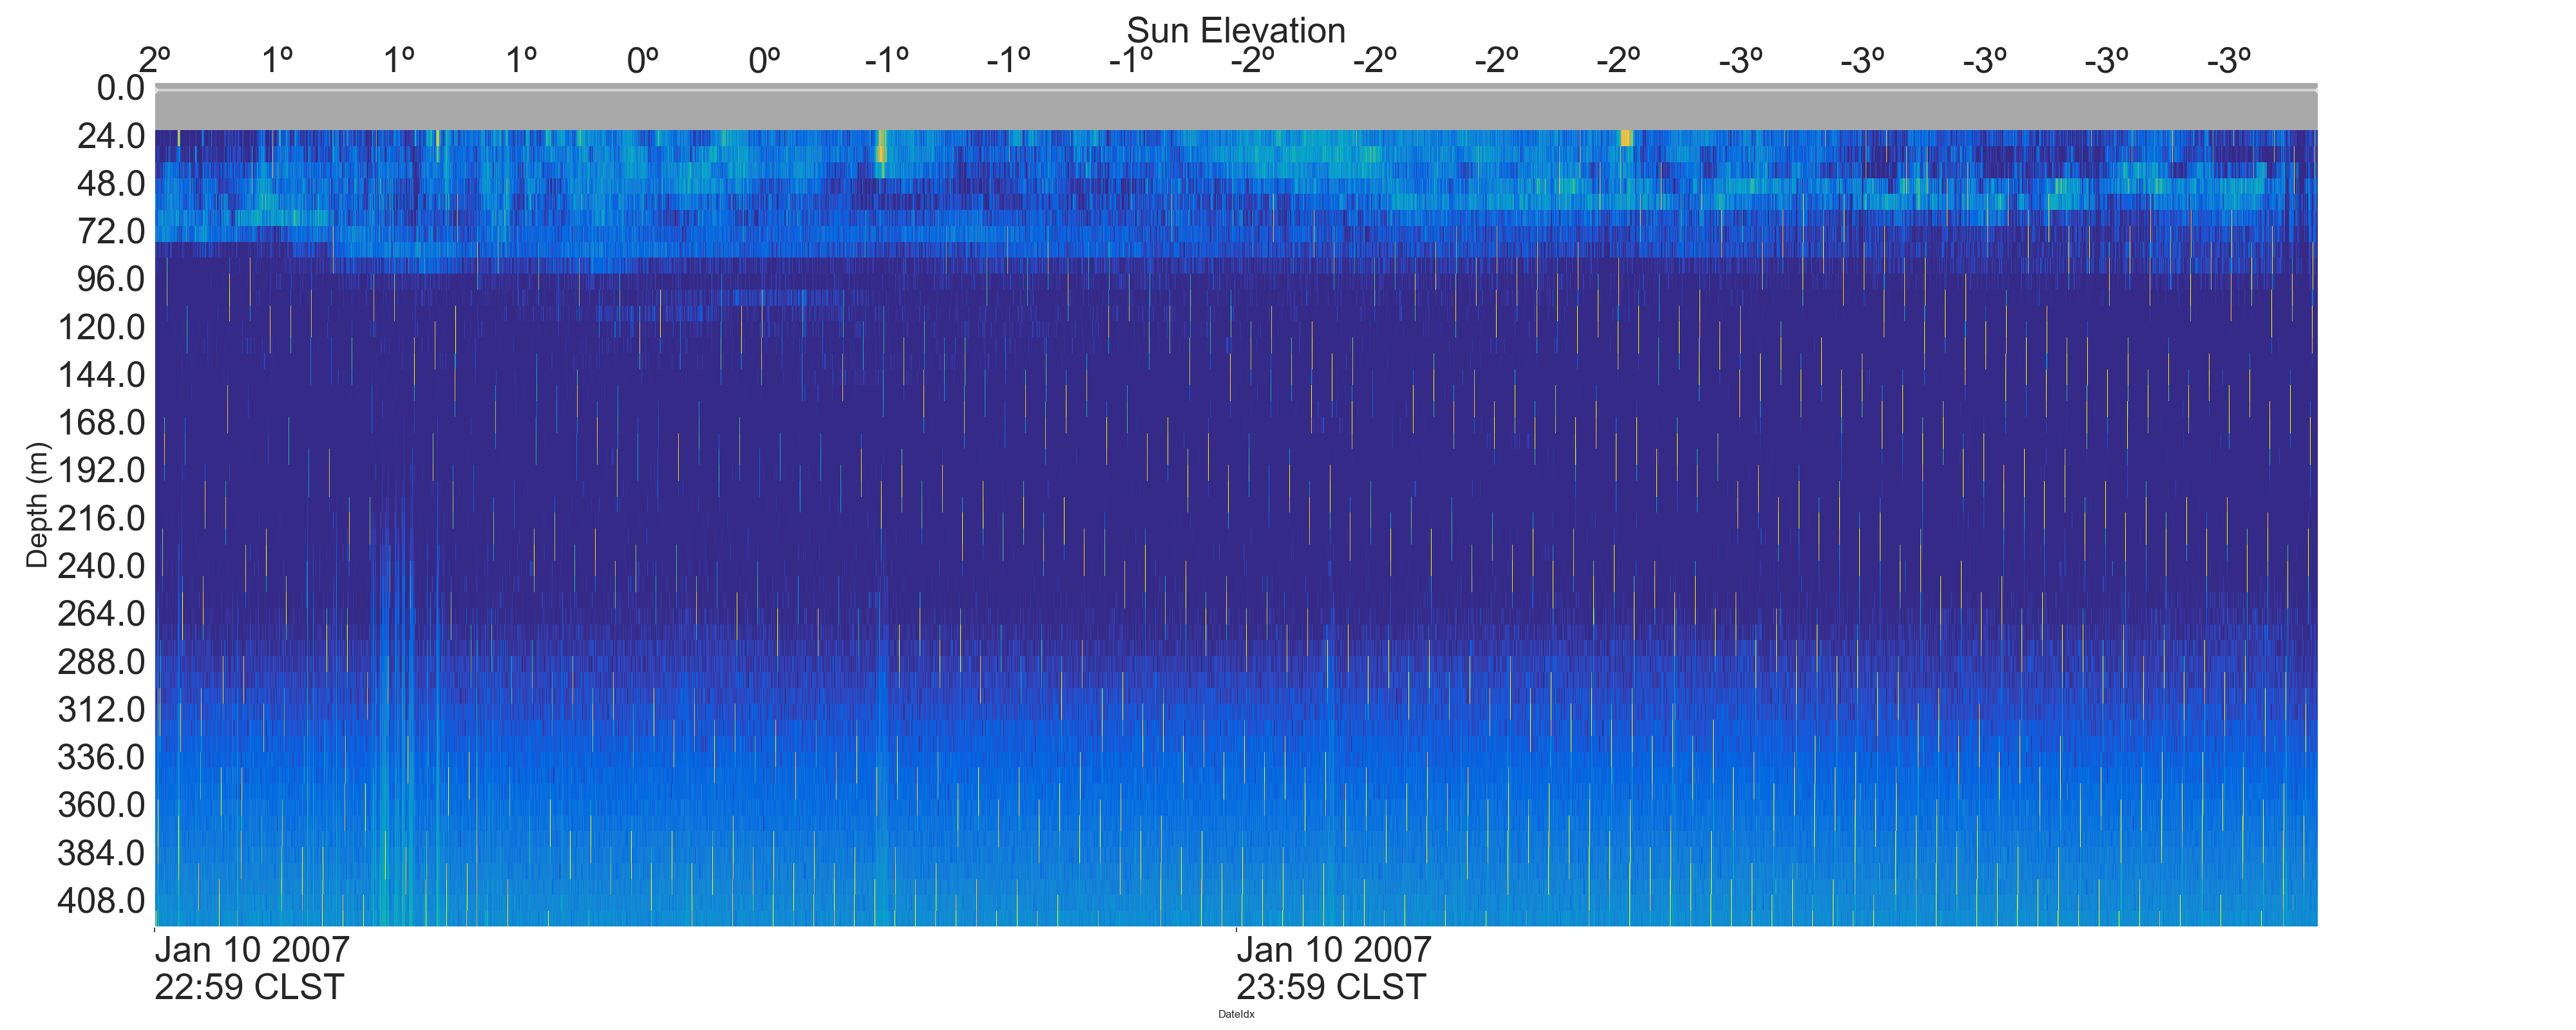 Sun Elevation
2º 1º 1º 1º 0º 0º -1º -1º -1º -2º -2º -2º -2º -3º -3º -3º -3º -3º
0.0
24.0
48.0
72.0
96.0
120.0
144.0
168.0
192.0
216.0
240.0
264.0
288.0
312.0
336.0
360.0
384.0
408.0
Depth (m)
Jan 10 2007
22:59 CLST
Jan 10 2007
23:59 CLST
DateIdx